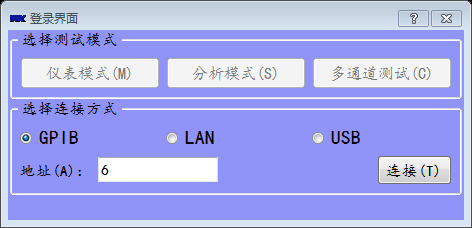 登录界面
选择测试模式
仪表模式(M) 分析模式(S) 多通道测试(C)
选择连接方式
GPIB LAN USB
地址(A): 6 连接(T)